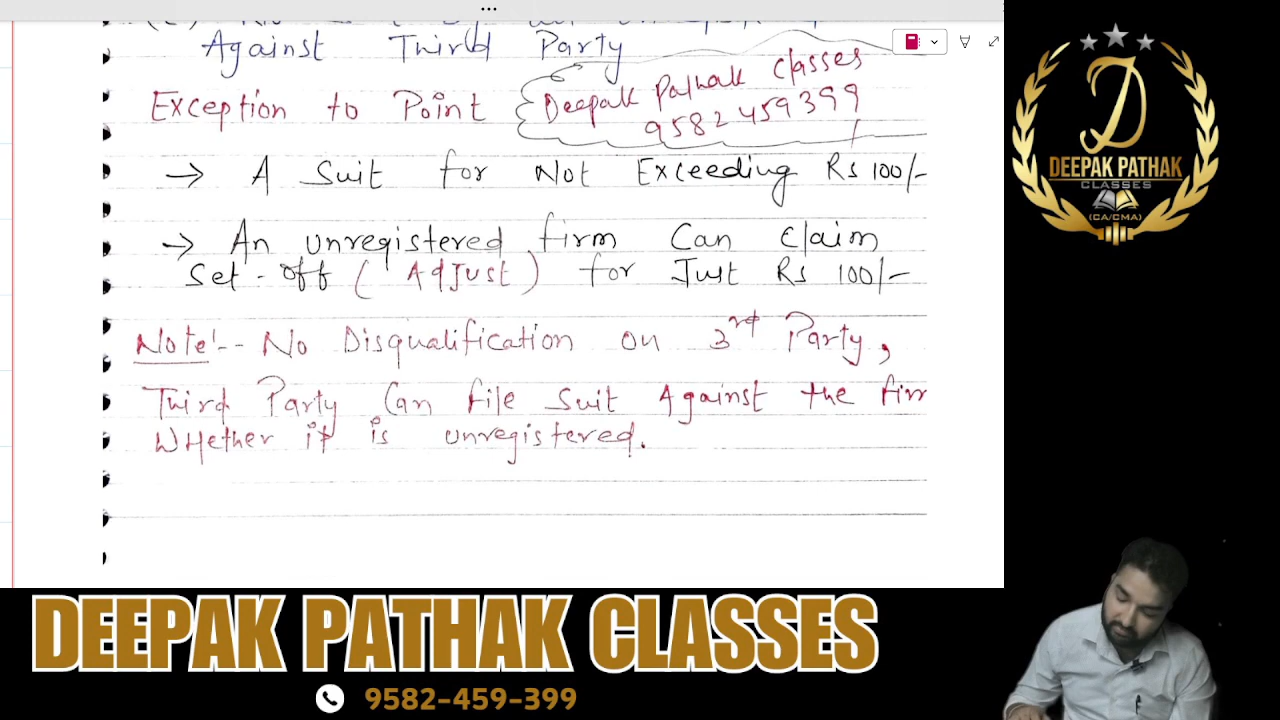 Against Third Party
Exception to Point
Deepak Pathak Classes
9582459399
→ A Suit for Not Exceeding Rs 100/-
→ An unregistered firm Can Claim
Set-off (Adjust) for Just Rs 100/-
Note:- No Disqualification on 3rd Party,
Third Party Can file Suit Against the firm
Whether it is unregistered.
D
DEEPAK PATHAK
CLASSES
(CA/CMA)
DEEPAK PATHAK CLASSES
9582-459-399